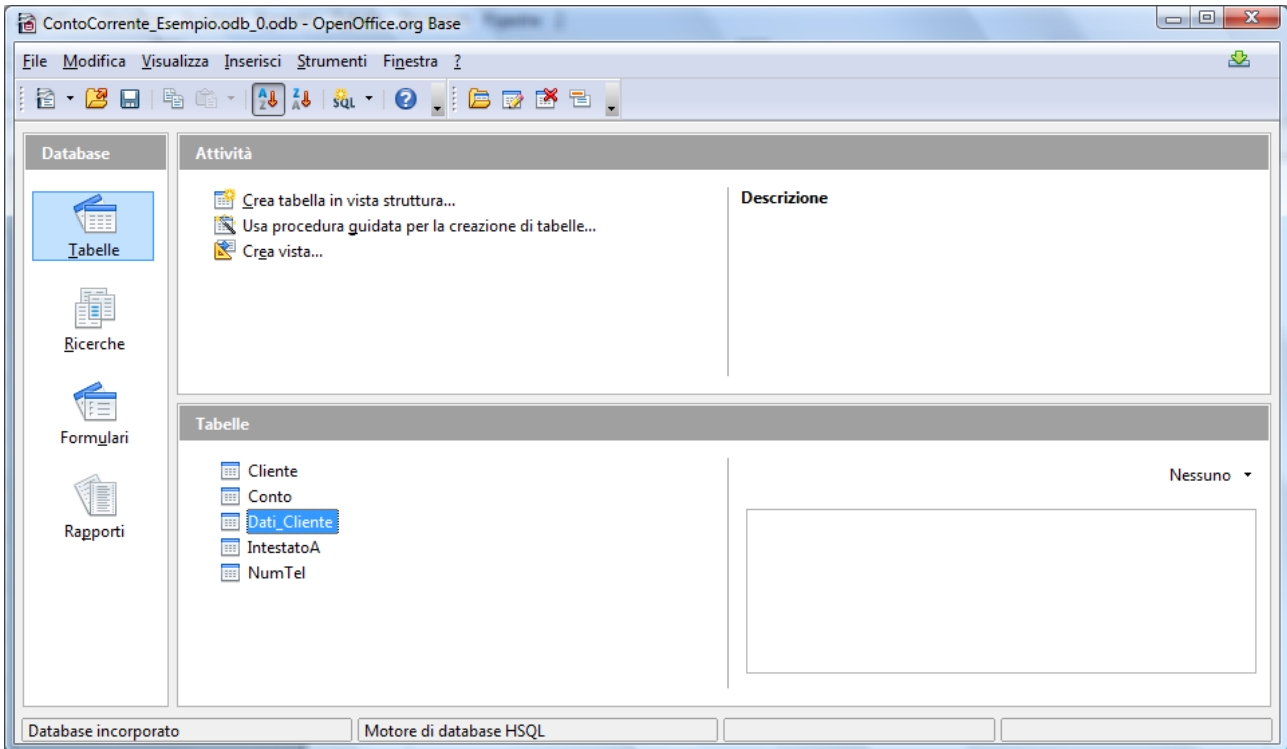 ContoCorrente_Esempio.odb_0.odb - OpenOffice.org Base
File Modifica Visualizza Inserisci Strumenti Finestra ?
SQL
Database
Attività
Tabelle
Ricerche
Formulari
Rapporti
Crea tabella in vista struttura...
Usa procedura guidata per la creazione di tabelle...
Crea vista...
Descrizione
Tabelle
Cliente
Conto
Dati_Cliente
IntestatoA
NumTel
Nessuno
Database incorporato
Motore di database HSQL